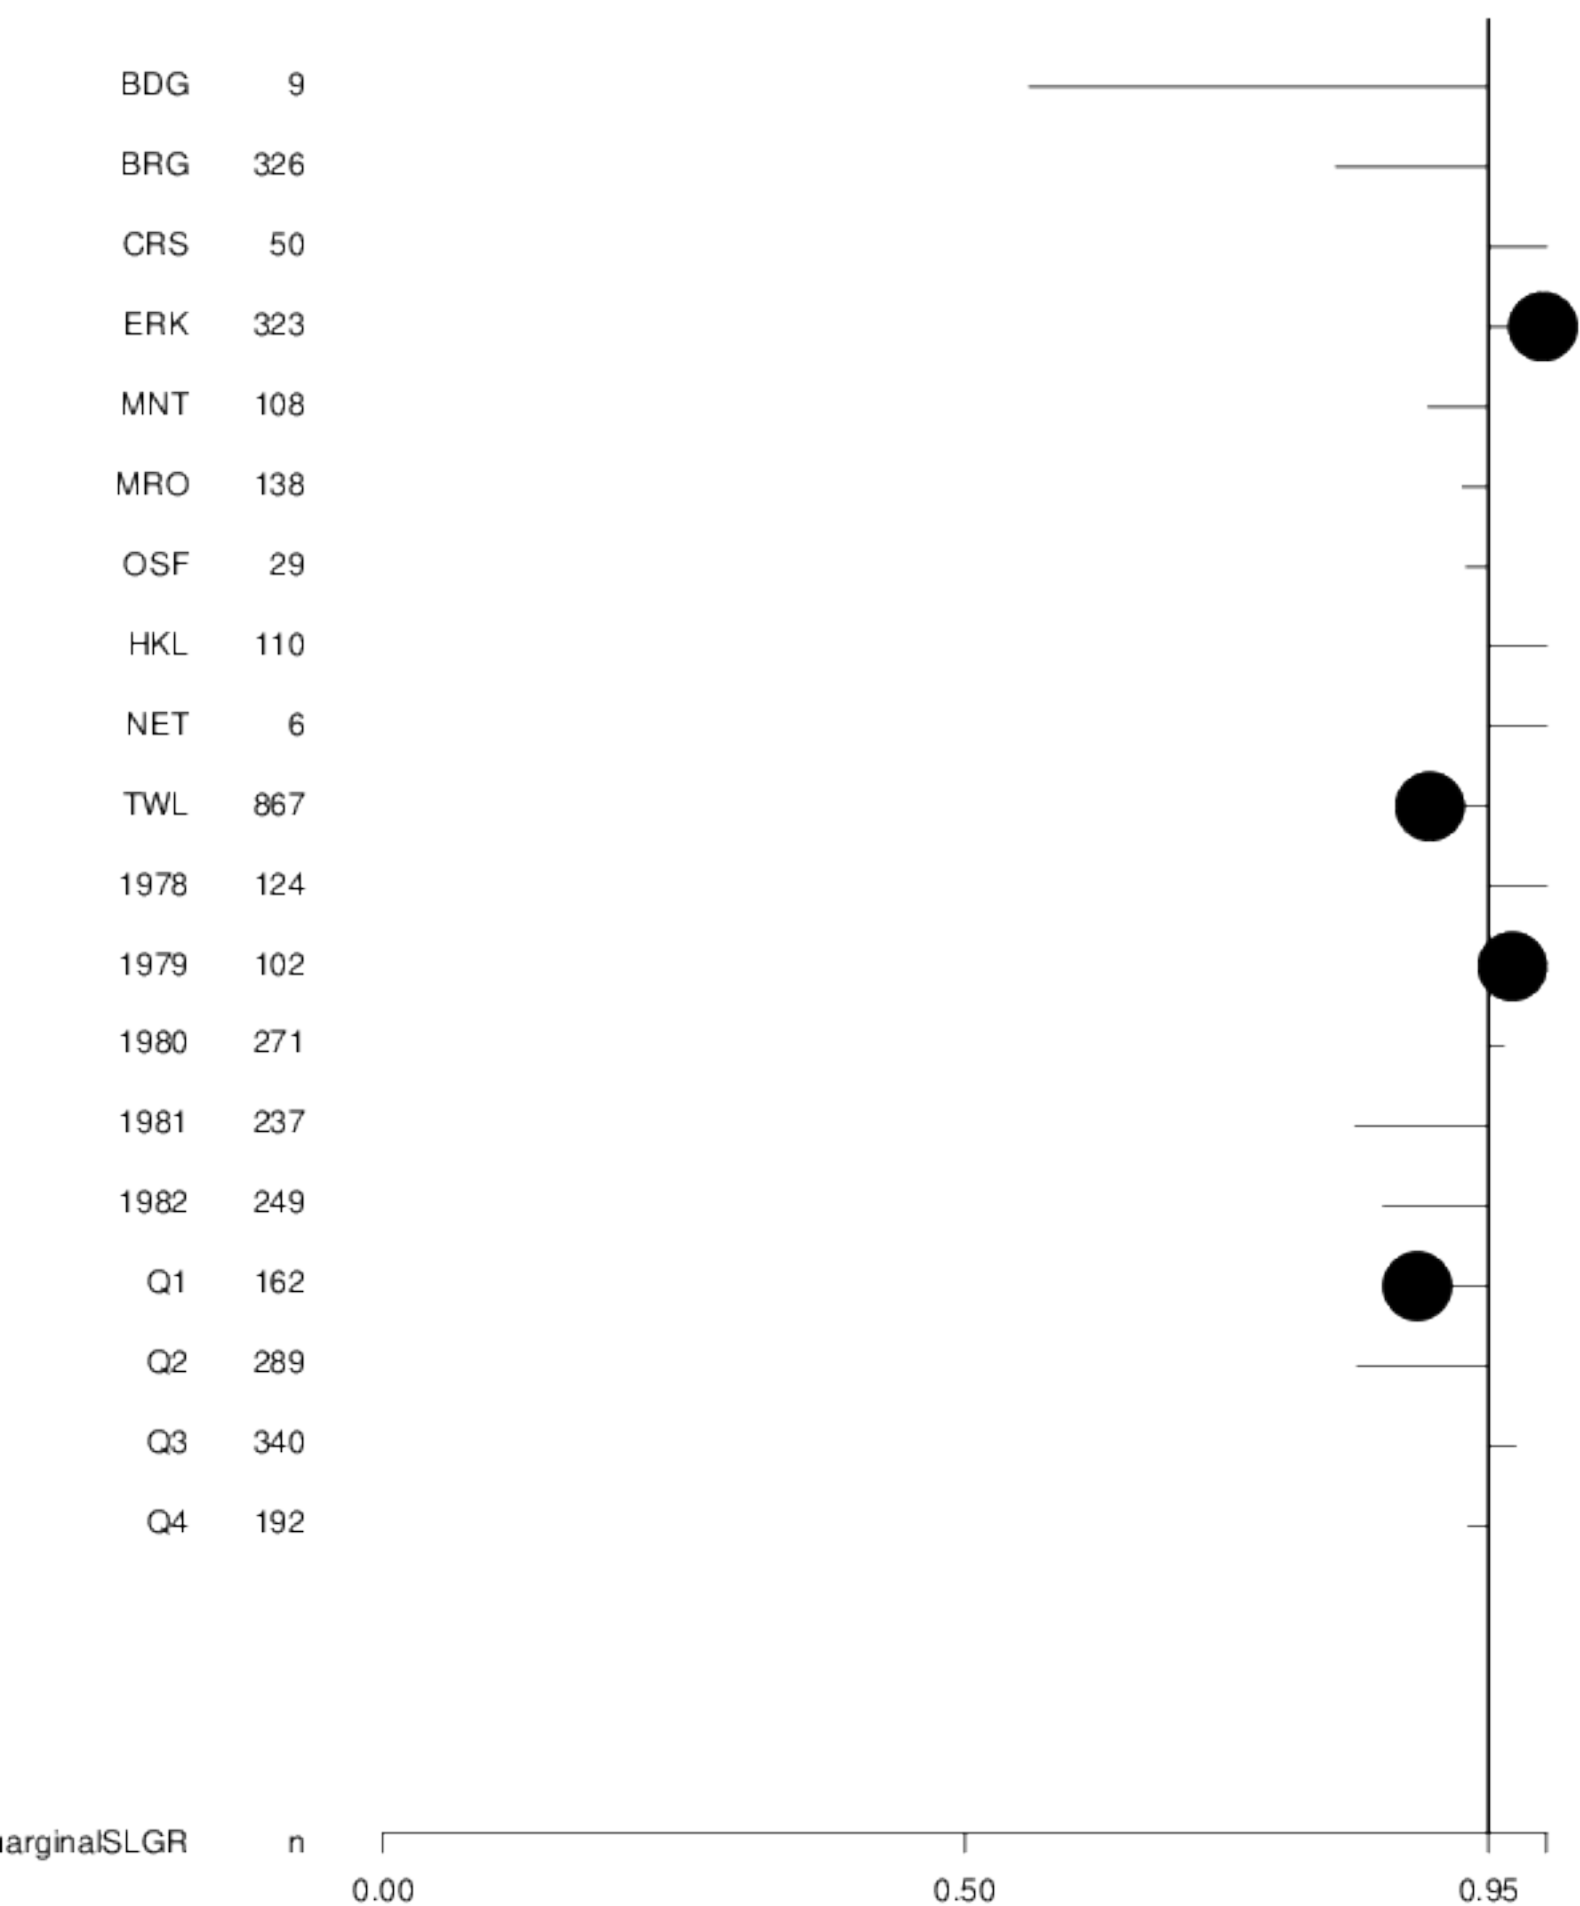 BDG 9
BRG 326
CRS 50
ERK 323
MNT 108
MRO 138
OSF 29
HKL 110
NET 6
TWL 867
1978 124
1979 102
1980 271
1981 237
1982 249
Q1 162
Q2 289
Q3 340
Q4 192
arginalSLGR n
0.00 0.50 0.95